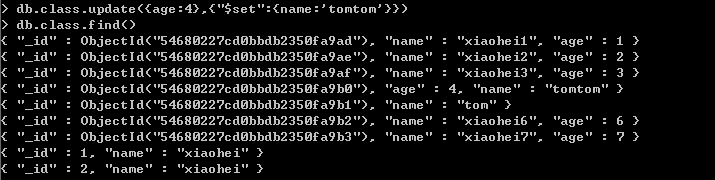 > db.class.update({age:4},{"$set":{name:'tomtom'}})
> db.class.find()
{ "_id" : ObjectId("54680227cd0bbdb2350fa9ad"), "name" : "xiaohei1", "age" : 1 }
{ "_id" : ObjectId("54680227cd0bbdb2350fa9ae"), "name" : "xiaohei2", "age" : 2 }
{ "_id" : ObjectId("54680227cd0bbdb2350fa9af"), "name" : "xiaohei3", "age" : 3 }
{ "_id" : ObjectId("54680227cd0bbdb2350fa9b0"), "age" : 4, "name" : "tomtom" }
{ "_id" : ObjectId("54680227cd0bbdb2350fa9b1"), "name" : "tom" }
{ "_id" : ObjectId("54680227cd0bbdb2350fa9b2"), "name" : "xiaohei6", "age" : 6 }
{ "_id" : ObjectId("54680227cd0bbdb2350fa9b3"), "name" : "xiaohei7", "age" : 7 }
{ "_id" : 1, "name" : "xiaohei" }
{ "_id" : 2, "name" : "xiaohei" }